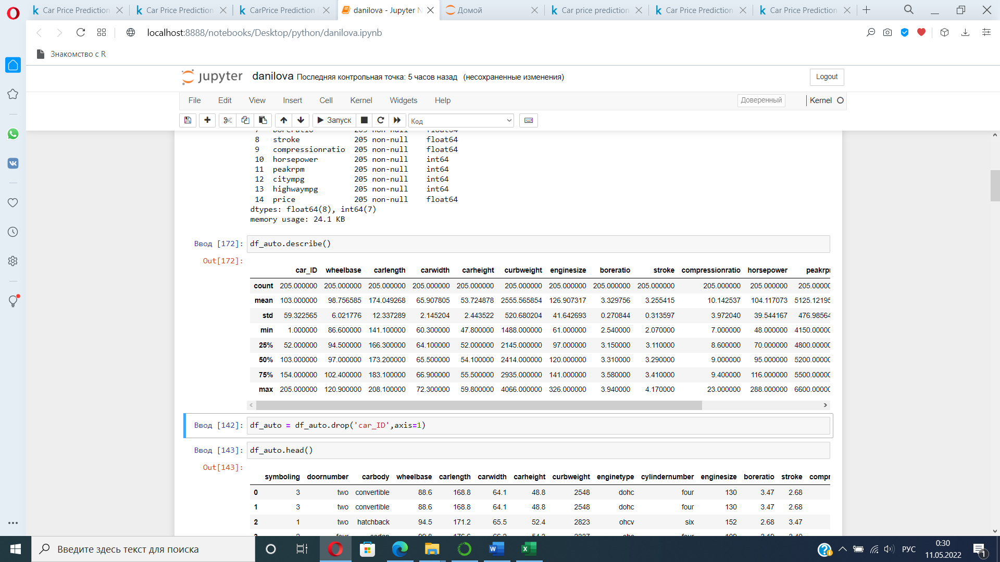 Car Price Prediction
Car Price Prediction
CarPrice Prediction
danilova - Jupyter N
Домой
Car price prediction
Car Price Prediction
Car Price Prediction
localhost:8888/notebooks/Desktop/python/danilova.ipynb
Знакомство с R
jupyter danilova Последняя контрольная точка: 5 часов назад (несохраненные изменения)
Logout
File Edit View Insert Cell Kernel Widgets Help
Доверенный
Kernel
Запуск
Код
8 stroke 205 non-null float64
9 compressionratio 205 non-null float64
10 horsepower 205 non-null int64
11 peakrpm 205 non-null int64
12 citympg 205 non-null int64
13 highwaympg 205 non-null int64
14 price 205 non-null float64
dtypes: float64(8), int64(7)
memory usage: 24.1 KB
Ввод [172]: df_auto.describe()
Out[172]:
car_ID wheelbase carlength carwidth carheight curbweight enginesize boreratio stroke compressionratio horsepower peakrp
count 205.000000 205.000000 205.000000 205.000000 205.000000 205.000000 205.000000 205.000000 205.000000 205.000000 205.000000 205.00000
mean 103.000000 98.756585 174.049268 65.907805 53.724878 2555.565854 126.907317 3.329756 3.255415 10.142537 104.117073 5125.12195
std 59.322565 6.021776 12.337289 2.145204 2.443522 520.680204 41.642693 0.270844 0.313597 3.972040 39.544167 476.98564
min 1.000000 86.600000 141.100000 60.300000 47.800000 1488.000000 61.000000 2.540000 2.070000 7.000000 48.000000 4150.00000
25% 52.000000 94.500000 166.300000 64.100000 52.000000 2145.000000 97.000000 3.150000 3.110000 8.600000 70.000000 4800.00000
50% 103.000000 97.000000 173.200000 65.500000 54.100000 2414.000000 120.000000 3.310000 3.290000 9.000000 95.000000 5200.00000
75% 154.000000 102.400000 183.100000 66.900000 55.500000 2935.000000 141.000000 3.580000 3.410000 9.400000 116.000000 5500.00000
max 205.000000 120.900000 208.100000 72.300000 59.800000 4066.000000 326.000000 3.940000 4.170000 23.000000 288.000000 6600.00000
Ввод [142]: df_auto = df_auto.drop('car_ID',axis=1)
Ввод [143]: df_auto.head()
Out[143]:
symboling doornumber carbody wheelbase carlength carwidth carheight curbweight enginetype cylindernumber enginesize boreratio stroke compr
0 3 two convertible 88.6 168.8 64.1 48.8 2548 dohc four 130 3.47 2.68
1 3 two convertible 88.6 168.8 64.1 48.8 2548 dohc four 130 3.47 2.68
2 1 two hatchback 94.5 171.2 65.5 52.4 2823 ohcv six 152 2.68 3.47
Введите здесь текст для поиска
РУС
0:30
11.05.2022
1